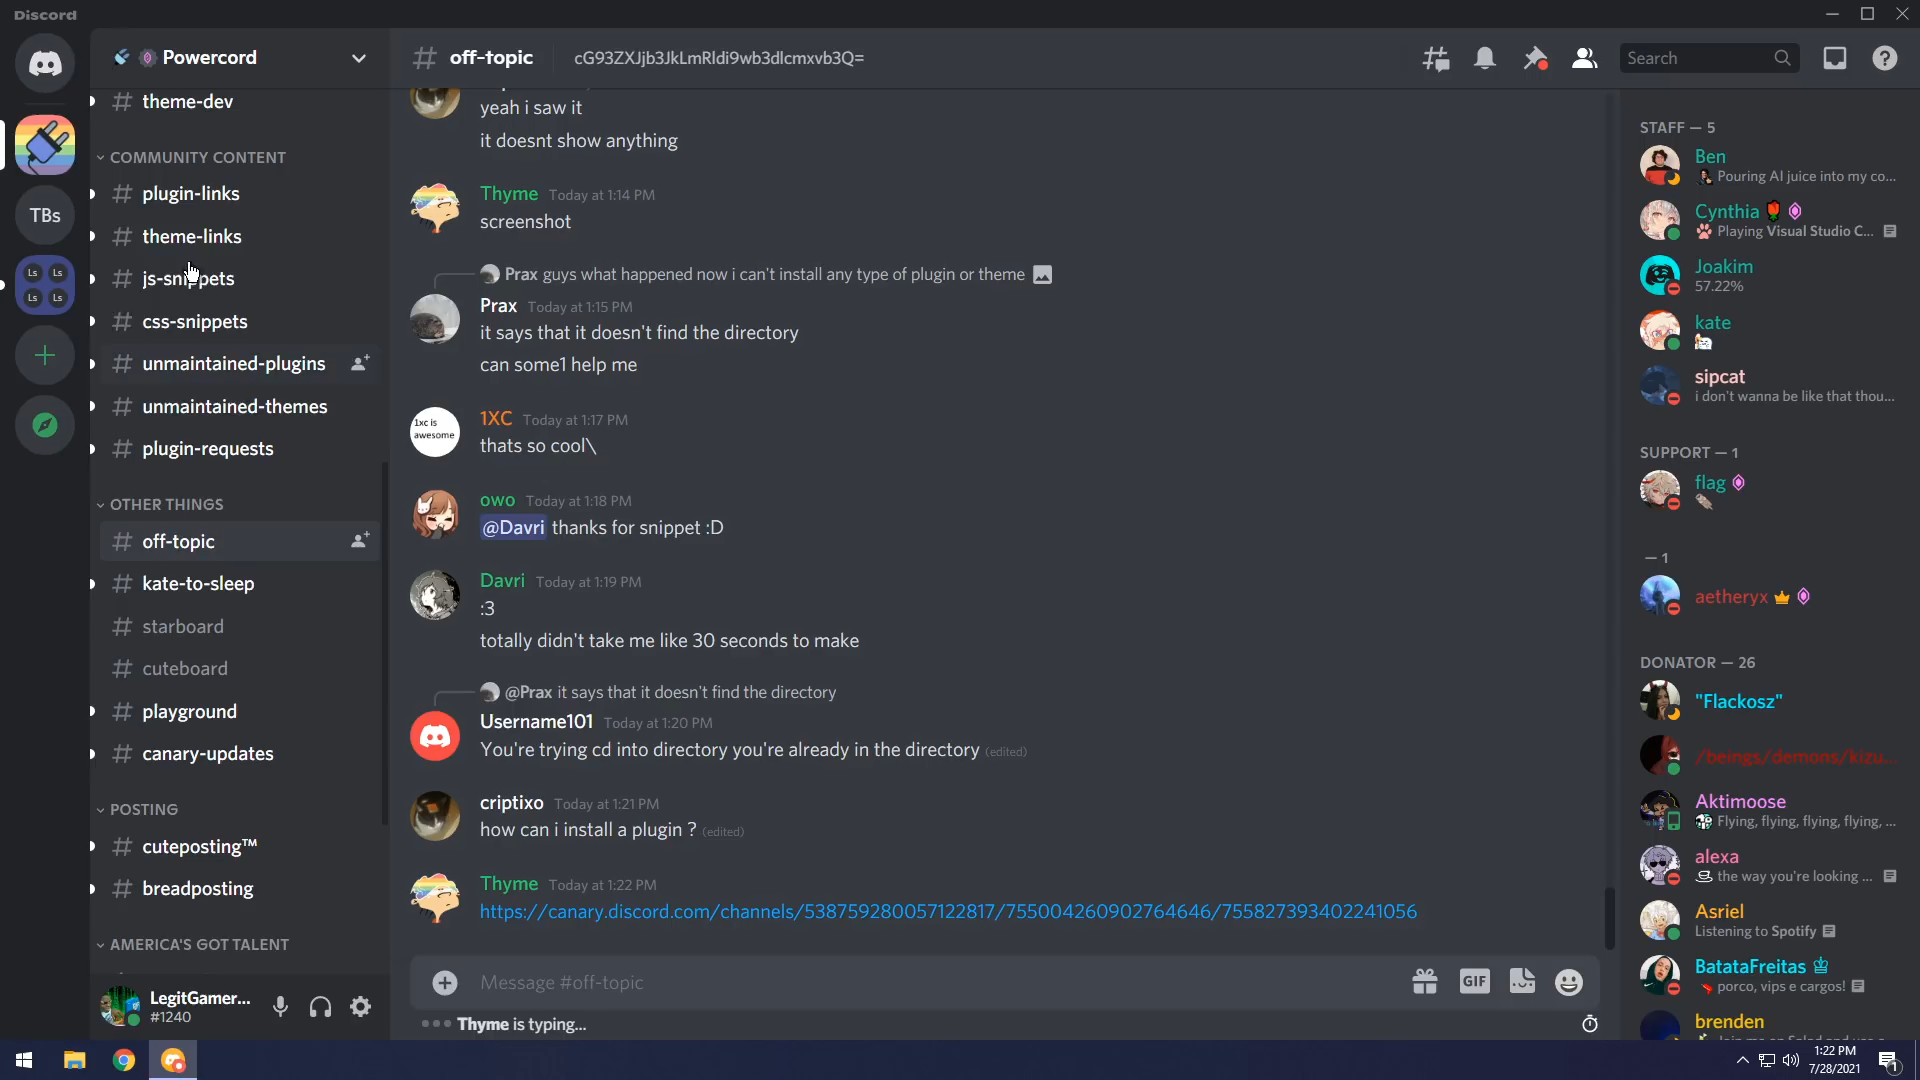 Discord
Powercord
theme-dev
COMMUNITY CONTENT
plugin-links
theme-links
js-snippets
css-snippets
unmaintained-plugins
unmaintained-themes
plugin-requests
OTHER THINGS
off-topic
kate-to-sleep
starboard
cuteboard
playground
canary-updates
POSTING
cuteposting™
breadposting
AMERICA'S GOT TALENT
TBs
Ls Ls
Ls Ls
LegitGamer...
#1240
off-topic
cG93ZXJjb3JkLmRldi9wb3dlcmxvb3Q=
Search
yeah i saw it
it doesnt show anything
Thyme Today at 1:14 PM
screenshot
Prax guys what happened now i can't install any type of plugin or theme
Prax Today at 1:15 PM
it says that it doesn't find the directory
can some1 help me
1xc is
awesome
1XC Today at 1:17 PM
thats so cool\
owo Today at 1:18 PM
@Davri thanks for snippet :D
Davri Today at 1:19 PM
:3
totally didn't take me like 30 seconds to make
@Prax it says that it doesn't find the directory
Username101 Today at 1:20 PM
You're trying cd into directory you're already in the directory (edited)
criptixo Today at 1:21 PM
how can i install a plugin ? (edited)
Thyme Today at 1:22 PM
https://canary.discord.com/channels/538759280057122817/755004260902764646/755827393402241056
Message #off-topic
GIF
Thyme is typing...
STAFF — 5
Ben
Pouring AI juice into my co...
Cynthia
Playing Visual Studio C...
Joakim
57.22%
kate
sipcat
i don't wanna be like that thou...
SUPPORT — 1
flag
— 1
aetheryx
DONATOR — 26
"Flackosz"
/beings/demons/kizu...
Aktimoose
Flying, flying, flying, flying, ...
alexa
the way you're looking ...
Asriel
Listening to Spotify
BatataFreitas
porco, vips e cargos!
brenden
1:22 PM
7/28/2021
1